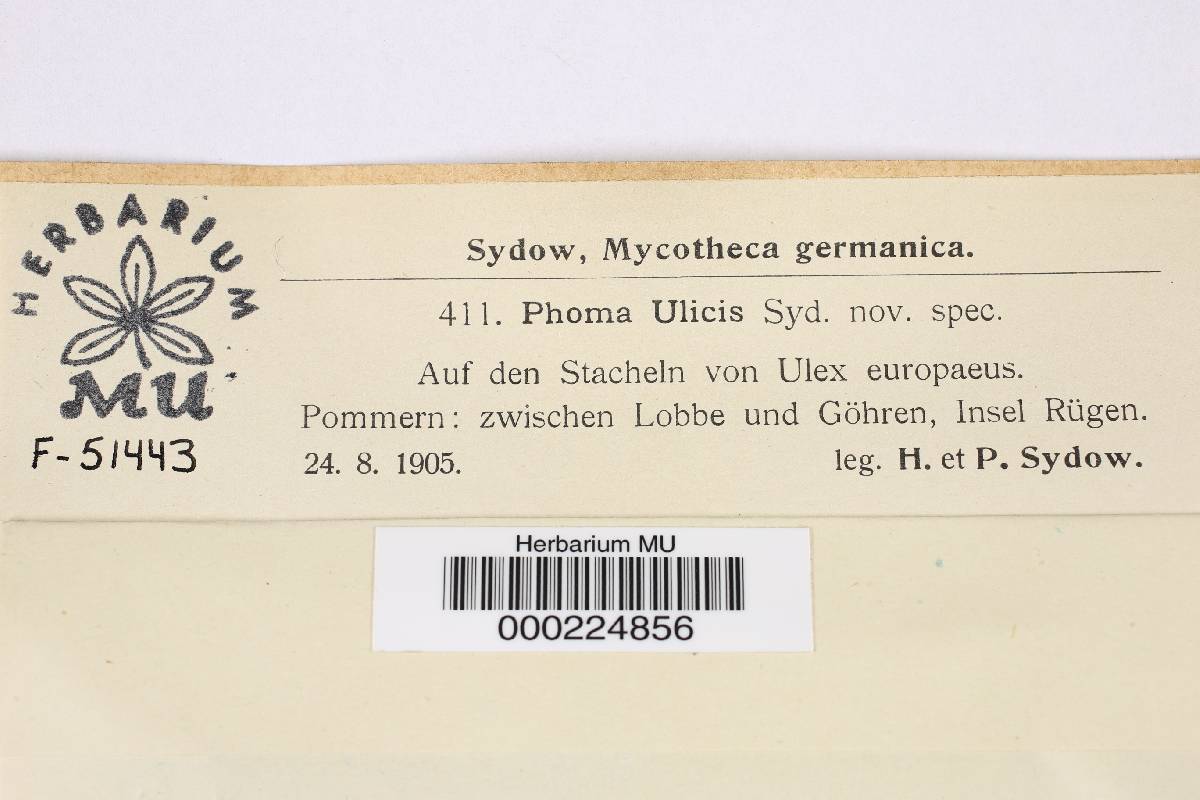 HERBARIUM
MU
F-51443
Sydow, Mycotheca germanica.
411. Phoma Ulicis Syd. nov. spec.
Auf den Stacheln von Ulex europaeus.
Pommern: zwischen Lobbe und Göhren, Insel Rügen.
24. 8. 1905. leg. H. et P. Sydow.
Herbarium MU
000224856